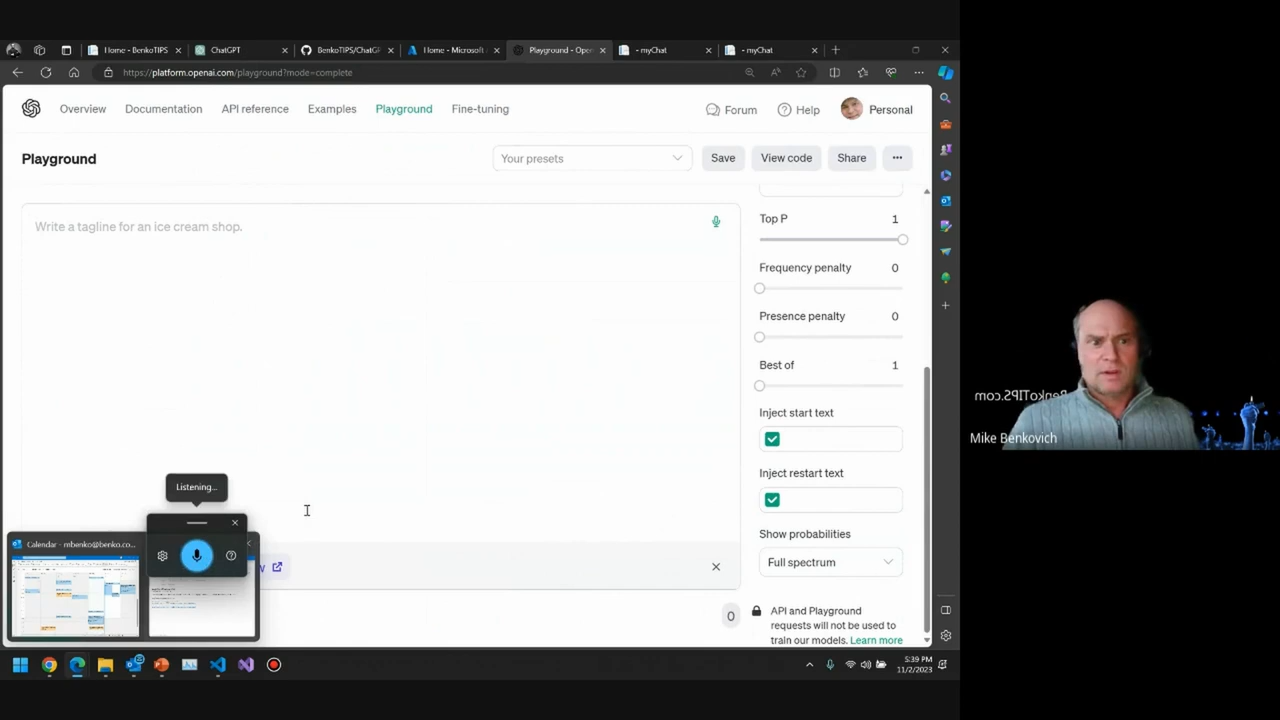 Home - BenkoTIPS
ChatGPT
BenkoTIPS/ChatGP
Home - Microsoft
Playground - Open
- myChat
- myChat
https://platform.openai.com/playground?mode=complete
Overview
Documentation
API reference
Examples
Playground
Fine-tuning
Forum
Help
Personal
Playground
Your presets
Save
View code
Share
Write a tagline for an ice cream shop.
Top P
1
Frequency penalty
0
Presence penalty
0
Best of
1
Inject start text
Inject restart text
Show probabilities
Full spectrum
Listening...
Calendar - mbenko@benko.co...
0
API and Playground
requests will not be used to
train our models. Learn more
5:39 PM
11/2/2023
BenkoTIPS.com
Mike Benkovich